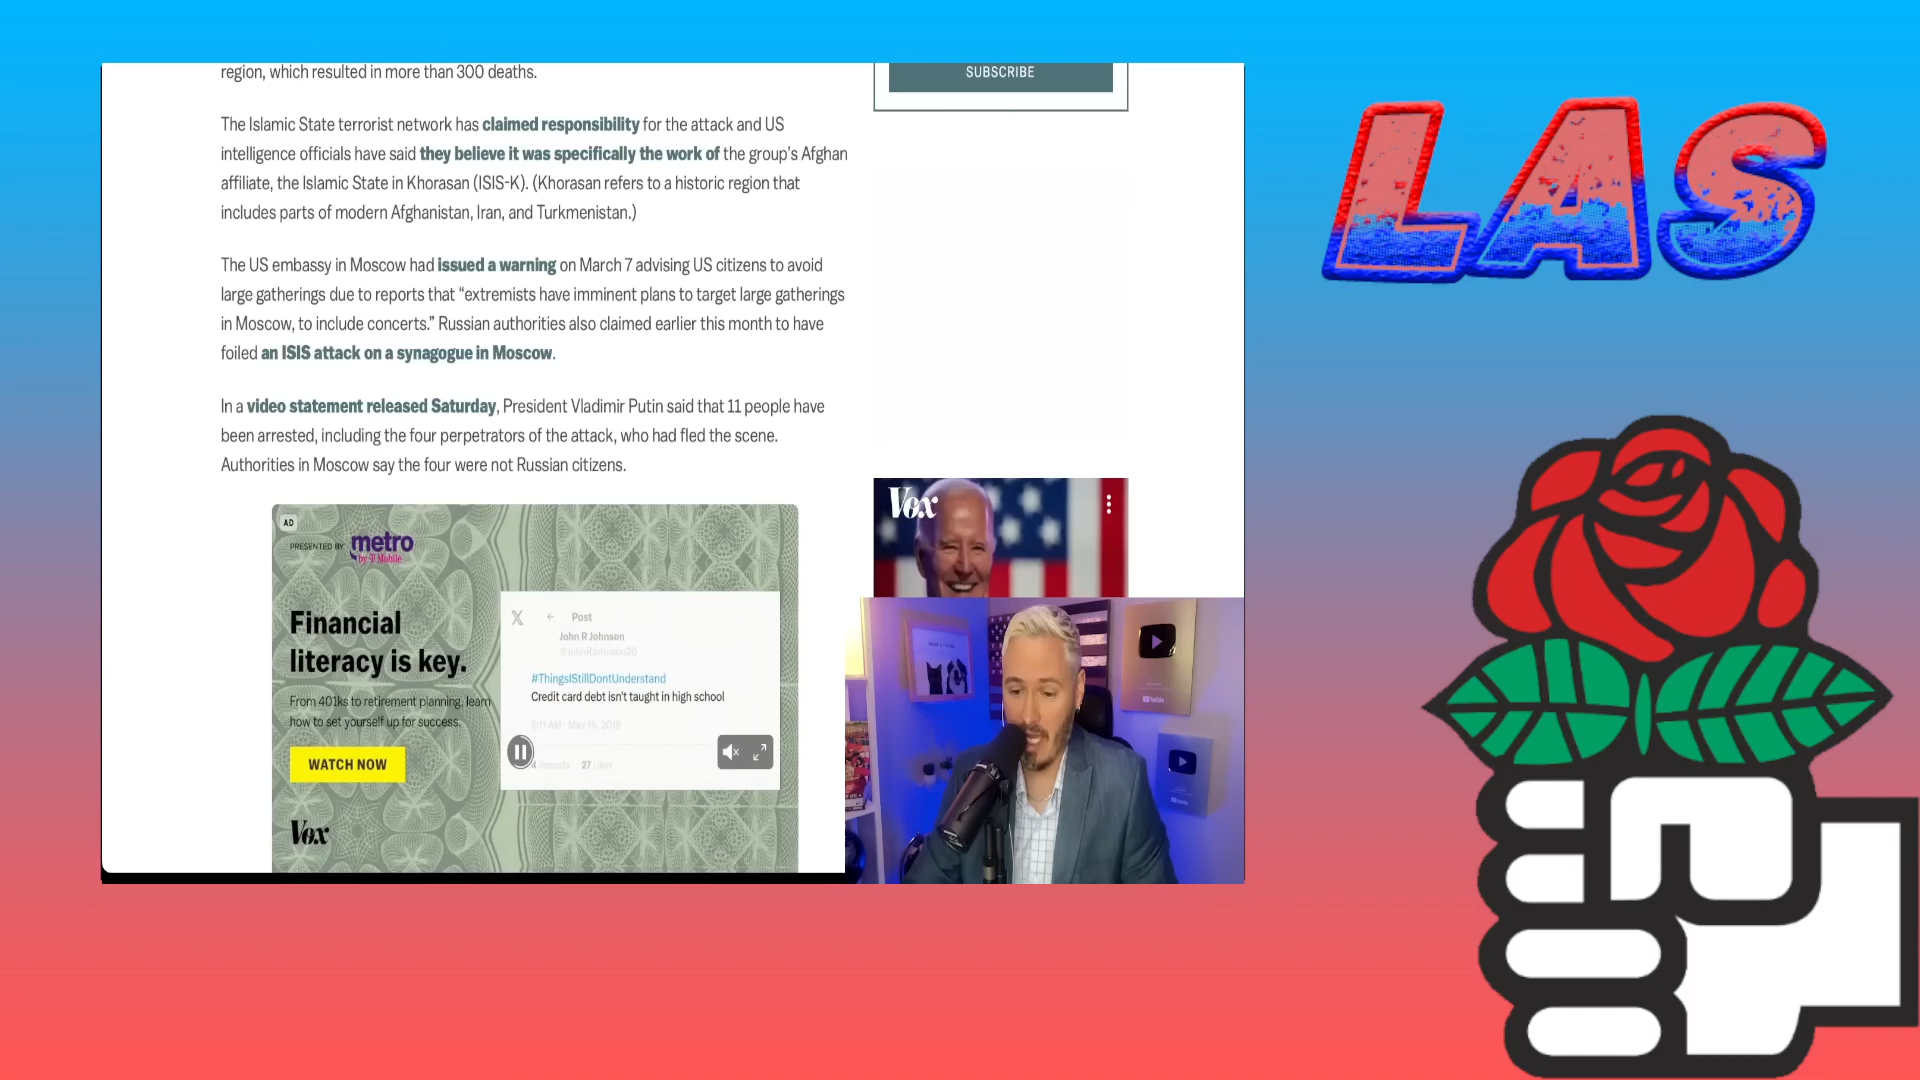 region, which resulted in more than 300 deaths.
SUBSCRIBE
The Islamic State terrorist network has claimed responsibility for the attack and US
intelligence officials have said they believe it was specifically the work of the group's Afghan
affiliate, the Islamic State in Khorasan (ISIS-K). (Khorasan refers to a historic region that
includes parts of modern Afghanistan, Iran, and Turkmenistan.)
The US embassy in Moscow had issued a warning on March 7 advising US citizens to avoid
large gatherings due to reports that “extremists have imminent plans to target large gatherings
in Moscow, to include concerts.” Russian authorities also claimed earlier this month to have
foiled an ISIS attack on a synagogue in Moscow.
In a video statement released Saturday, President Vladimir Putin said that 11 people have
been arrested, including the four perpetrators of the attack, who had fled the scene.
Authorities in Moscow say the four were not Russian citizens.
AD
PRESENTED BY metro
by T Mobile
Financial
literacy is key.
From 401ks to retirement planning, learn
how to set yourself up for success.
WATCH NOW
Vox
X
← Post
John R Johnson
#ThingsIStillDontUnderstand
Credit card debt isn't taught in high school
8:11 AM · May 15, 2019
27 Likes
Vox
LAS